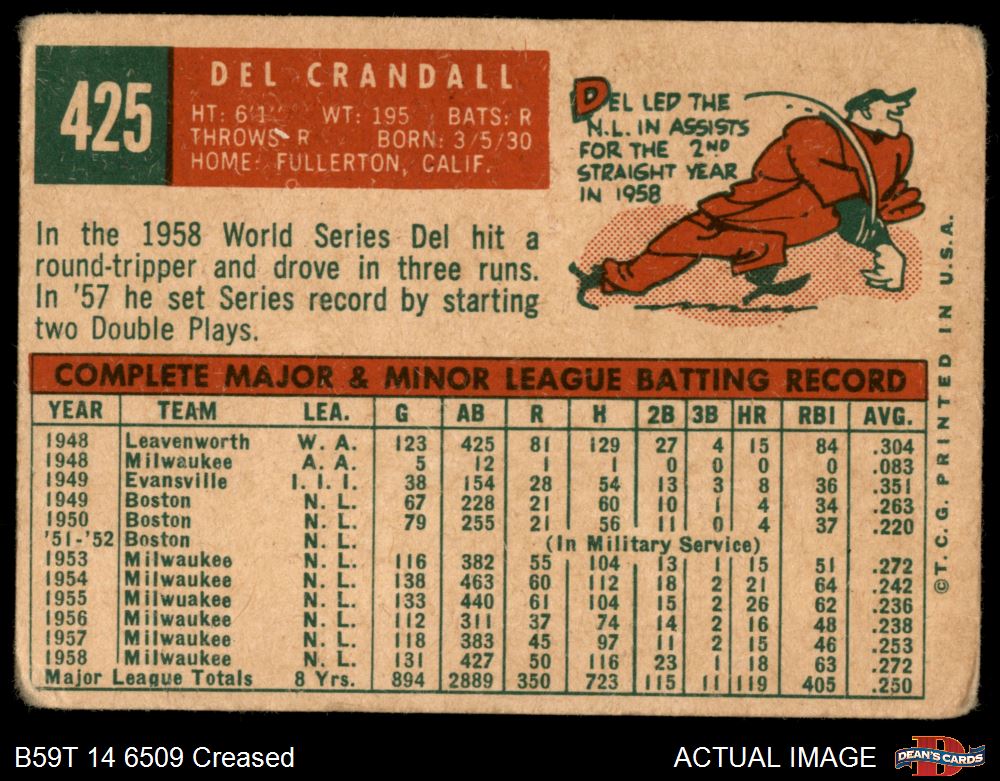 425
DEL CRANDALL
HT: 6'1" WT: 195 BATS: R
THROWS: R BORN: 3/5/30
HOME: FULLERTON, CALIF.
DEL LED THE
N.L. IN ASSISTS
FOR THE 2ND
STRAIGHT YEAR
IN 1958
In the 1958 World Series Del hit a
round-tripper and drove in three runs.
In '57 he set Series record by starting
two Double Plays.
COMPLETE MAJOR & MINOR LEAGUE BATTING RECORD
YEAR TEAM LEA. G AB R H 2B 3B HR RBI AVG.
1948 Leavenworth W. A. 123 425 81 129 27 4 15 84 .304
1948 Milwaukee A. A. 5 12 1 1 0 0 0 0 .083
1949 Evansville I. I. I. 38 154 28 54 13 3 8 36 .351
1949 Boston N. L. 67 228 21 60 10 1 4 34 .263
1950 Boston N. L. 79 255 21 56 11 0 4 37 .220
'51-'52 Boston N. L. (In Military Service)
1953 Milwaukee N. L. 116 382 55 104 13 1 15 51 .272
1954 Milwaukee N. L. 138 463 60 112 18 2 21 64 .242
1955 Milwuakee N. L. 133 440 61 104 15 2 26 62 .236
1956 Milwaukee N. L. 112 311 37 74 14 2 16 48 .238
1957 Milwaukee N. L. 118 383 45 97 11 2 15 46 .253
1958 Milwaukee N. L. 131 427 50 116 23 1 18 63 .272
Major League Totals 8 Yrs. 894 2889 350 723 115 11 119 405 .250
© T. C. G. PRINTED IN U.S.A.
B59T 14 6509 Creased
ACTUAL IMAGE
DEAN'S CARDS